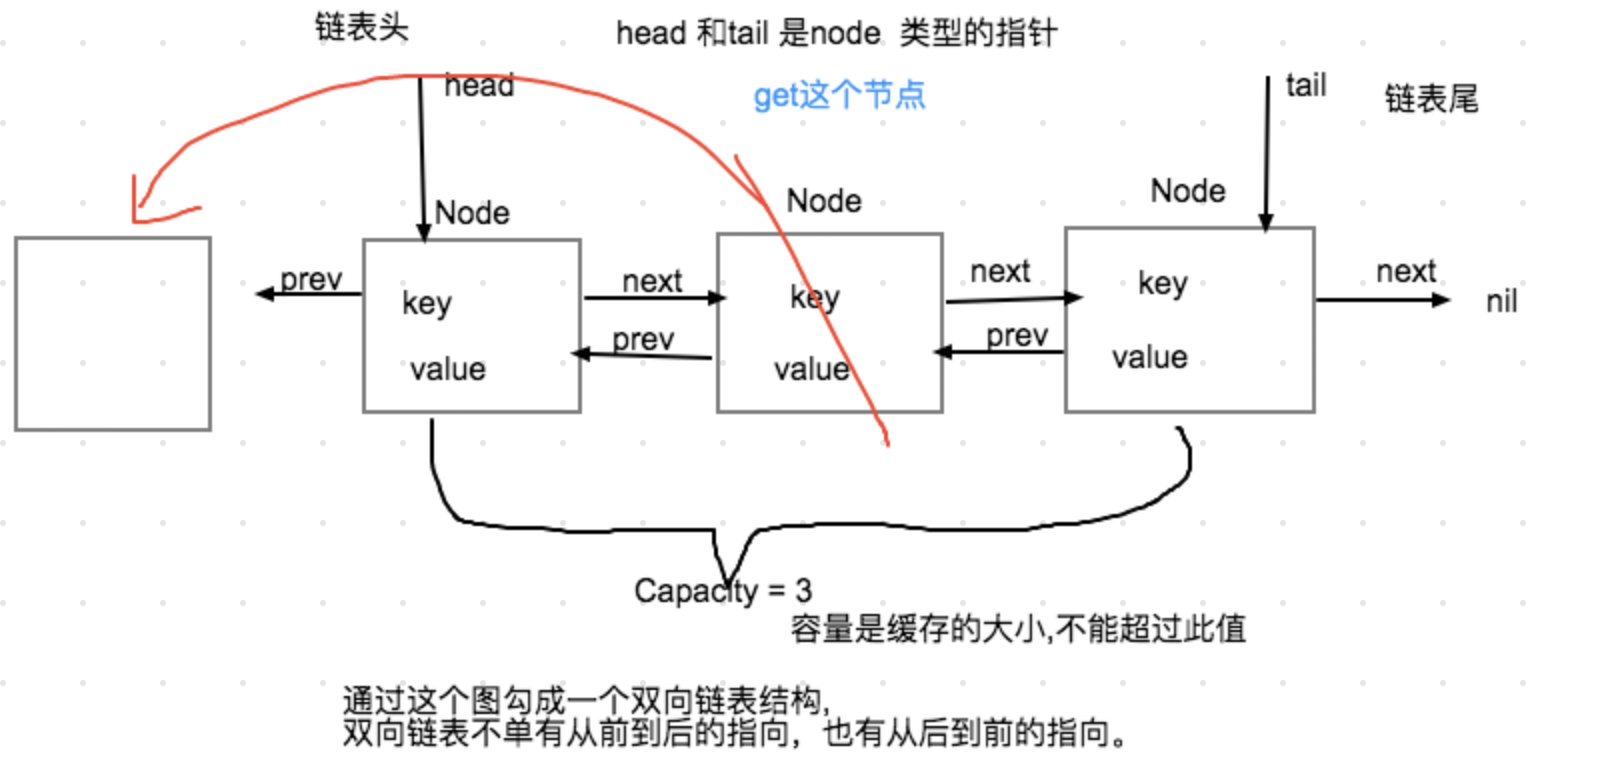 链表头
head 和tail 是node 类型的指针
head
get这个节点
tail
链表尾
Node
Node
Node
prev
key
value
next
prev
key
value
next
prev
key
value
next
nil
Capacity = 3
容量是缓存的大小,不能超过此值
通过这个图勾成一个双向链表结构,
双向链表不单有从前到后的指向，也有从后到前的指向。